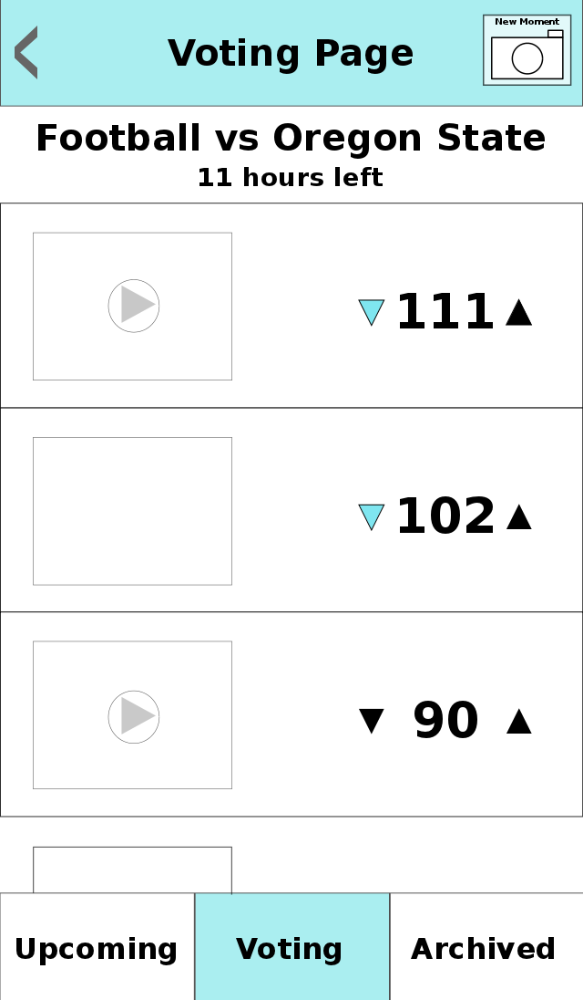 New Moment
Voting Page
Football vs Oregon State
11 hours left
111
102
90
Upcoming
Voting
Archived